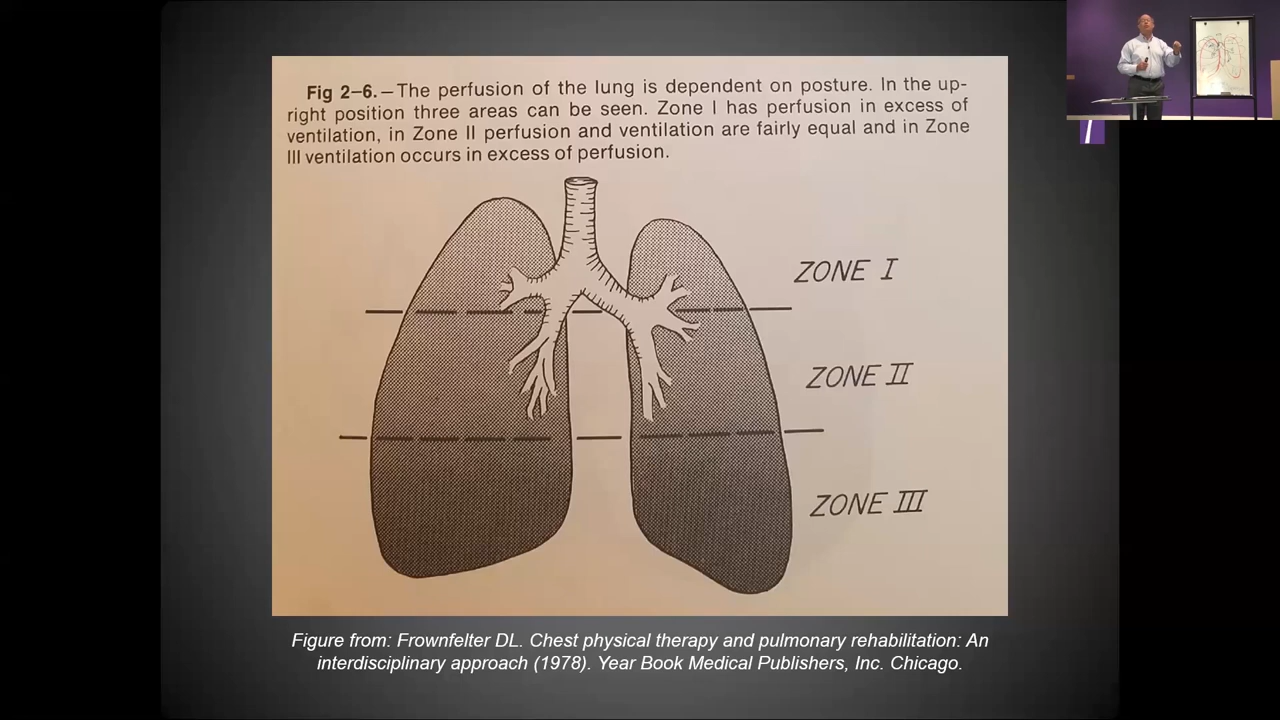 Fig 2–6.—The perfusion of the lung is dependent on posture. In the up-
right position three areas can be seen. Zone I has perfusion in excess of
ventilation, in Zone II perfusion and ventilation are fairly equal and in Zone
III ventilation occurs in excess of perfusion.
ZONE I
ZONE II
ZONE III
Figure from: Frownfelter DL. Chest physical therapy and pulmonary rehabilitation: An
interdisciplinary approach (1978). Year Book Medical Publishers, Inc. Chicago.